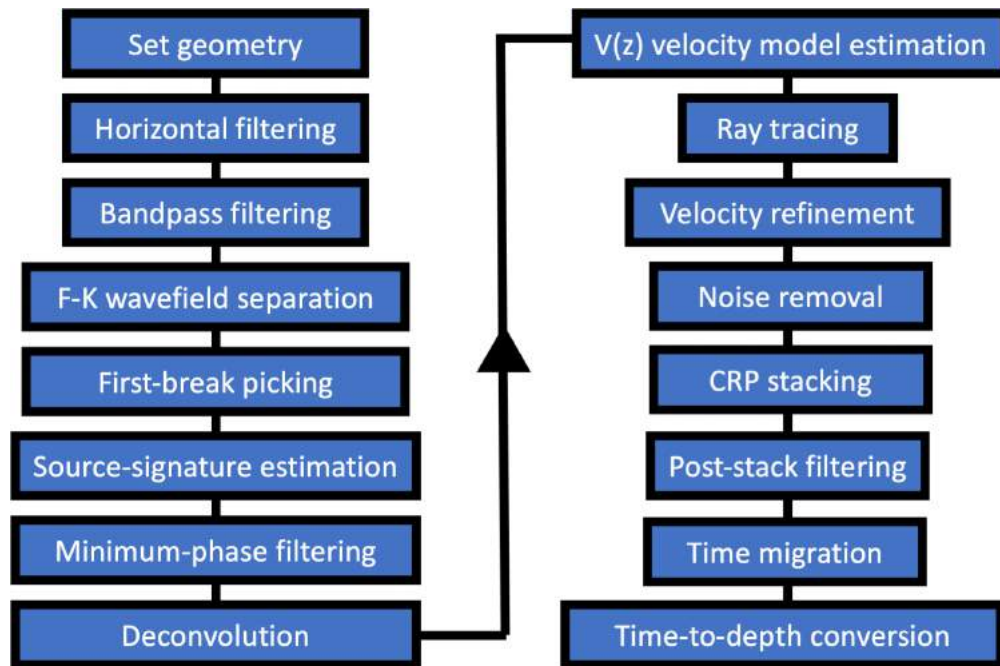 Set geometry
Horizontal filtering
Bandpass filtering
F-K wavefield separation
First-break picking
Source-signature estimation
Minimum-phase filtering
Deconvolution
V(z) velocity model estimation
Ray tracing
Velocity refinement
Noise removal
CRP stacking
Post-stack filtering
Time migration
Time-to-depth conversion